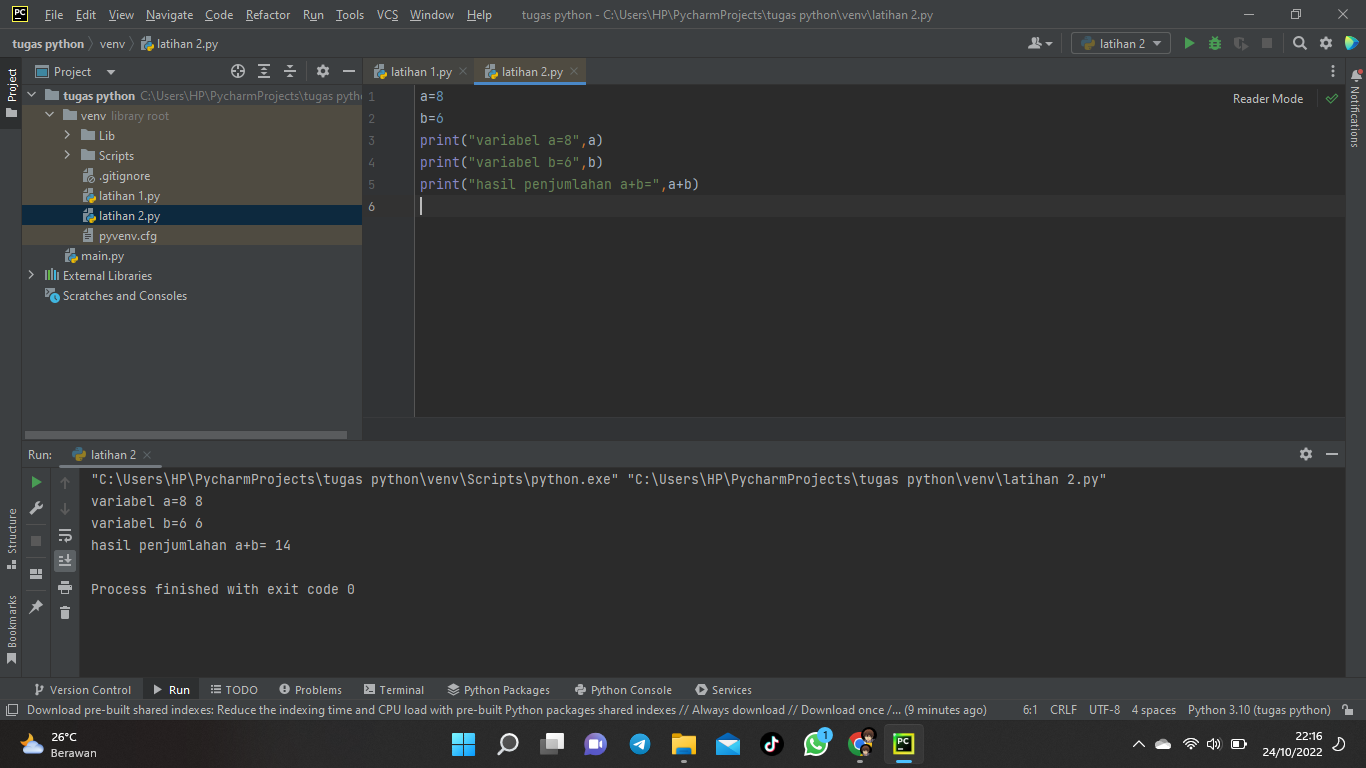 PC File Edit View Navigate Code Refactor Run Tools VCS Window Help tugas python - C:\Users\HP\PycharmProjects\tugas python\venv\latihan 2.py
tugas python venv latihan 2.py latihan 2
Project
Project
latihan 1.py
latihan 2.py
tugas python C:\Users\HP\PycharmProjects\tugas pyth
venv library root
Lib
Scripts
.gitignore
latihan 1.py
latihan 2.py
pyvenv.cfg
main.py
External Libraries
Scratches and Consoles
1 a=8
2 b=6
3 print("variabel a=8",a)
4 print("variabel b=6",b)
5 print("hasil penjumlahan a+b=",a+b)
6
Reader Mode
Notifications
Run: latihan 2
"C:\Users\HP\PycharmProjects\tugas python\venv\Scripts\python.exe" "C:\Users\HP\PycharmProjects\tugas python\venv\latihan 2.py"
variabel a=8 8
variabel b=6 6
hasil penjumlahan a+b= 14
Process finished with exit code 0
Structure
Bookmarks
Version Control Run TODO Problems Terminal Python Packages Python Console Services
Download pre-built shared indexes: Reduce the indexing time and CPU load with pre-built Python packages shared indexes // Always download // Download once /... (9 minutes ago) 6:1 CRLF UTF-8 4 spaces Python 3.10 (tugas python)
26°C
Berawan
1
PC
22:16
24/10/2022